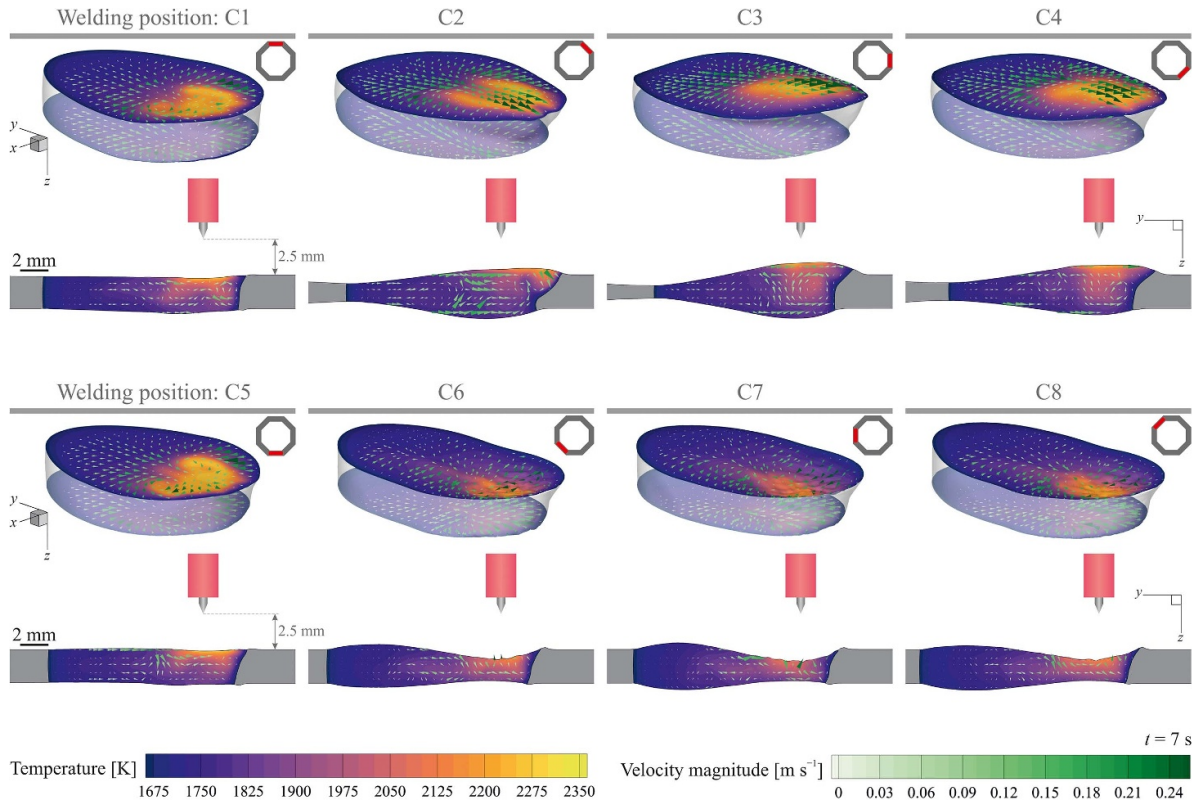 Welding position: C1 C2 C3 C4
y
x
z
2.5 mm
2 mm
y
z
Welding position: C5 C6 C7 C8
y
x
z
2.5 mm
2 mm
y
z
t = 7 s
Temperature [K]
1675 1750 1825 1900 1975 2050 2125 2200 2275 2350
Velocity magnitude [m s⁻¹]
0 0.03 0.06 0.09 0.12 0.15 0.18 0.21 0.24